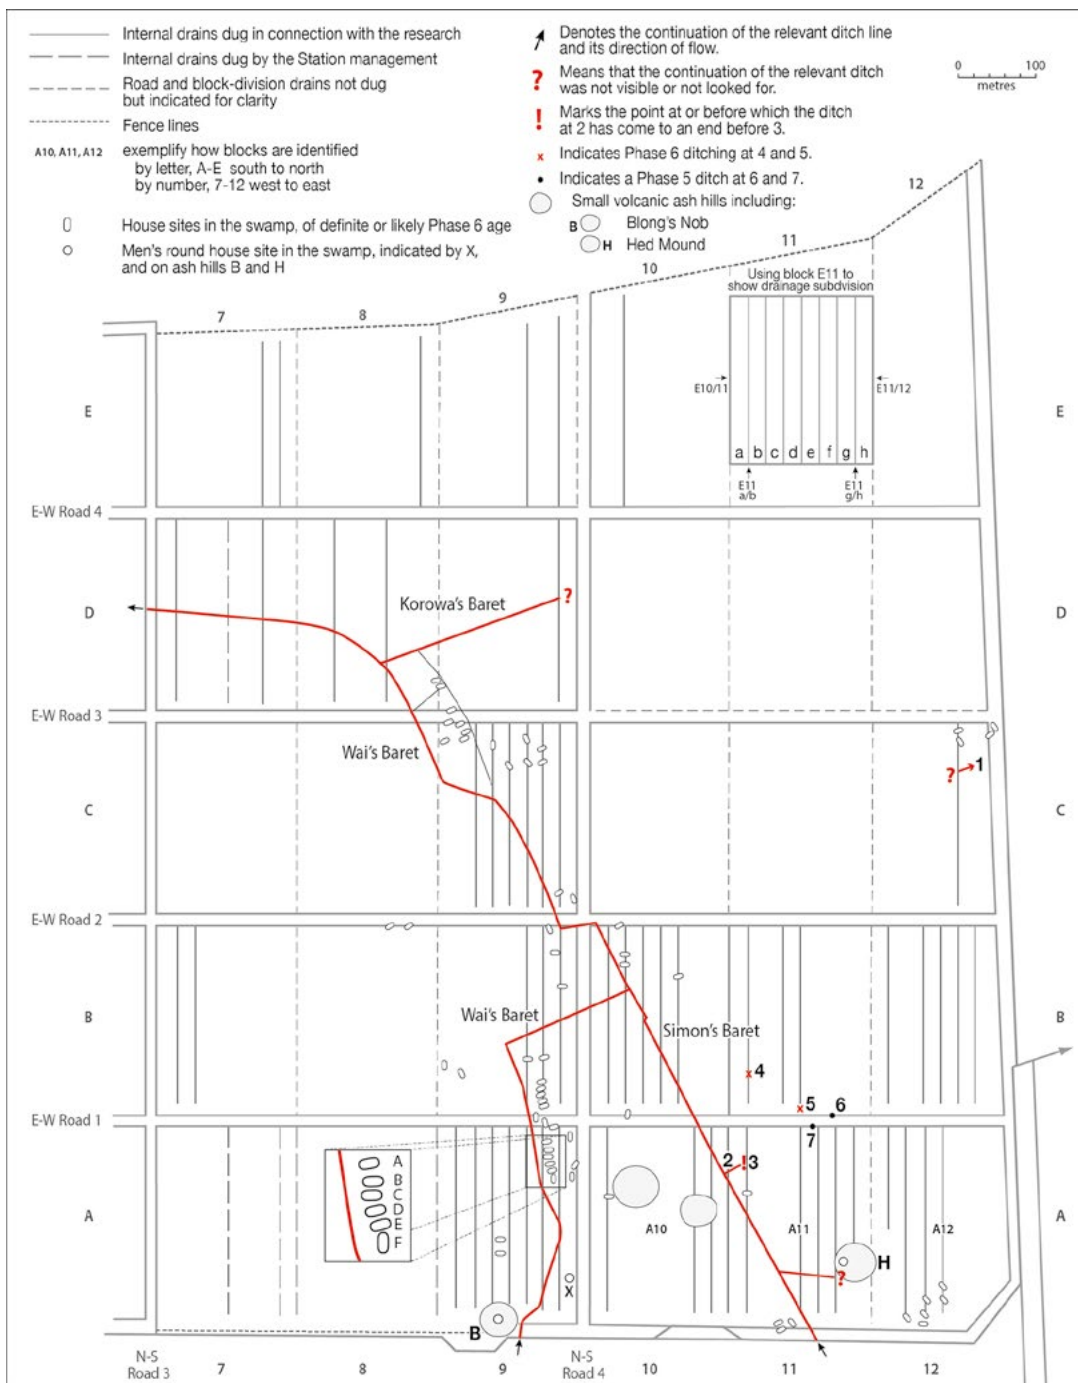 Internal drains dug in connection with the research
Internal drains dug by the Station management
Road and block-division drains not dug
but indicated for clarity
Fence lines
A10, A11, A12 exemplify how blocks are identified
by letter, A-E south to north
by number, 7-12 west to east
House sites in the swamp, of definite or likely Phase 6 age
Men's round house site in the swamp, indicated by X,
and on ash hills B and H
Denotes the continuation of the relevant ditch line
and its direction of flow.
? Means that the continuation of the relevant ditch
was not visible or not looked for.
! Marks the point at or before which the ditch
at 2 has come to an end before 3.
x Indicates Phase 6 ditching at 4 and 5.
Indicates a Phase 5 ditch at 6 and 7.
Small volcanic ash hills including:
B Blong's Nob
H Hed Mound
0 100
metres
12
11
10
9
8
7
Using block E11 to
show drainage subdvision
E10/11
E11/12
a b c d e f g h
E11
a/b
E11
g/h
E
E
E-W Road 4
Korowa's Baret
?
D
D
E-W Road 3
Wai's Baret
? 1
C
C
E-W Road 2
Wai's Baret
Simon's Baret
B
B
x 4
x 5
6
E-W Road 1
7
2 ! 3
A
B
C
D
E
F
A
A
A10
A11
A12
H
?
X
B
N-S
Road 3
7
8
9
N-S
Road 4
10
11
12